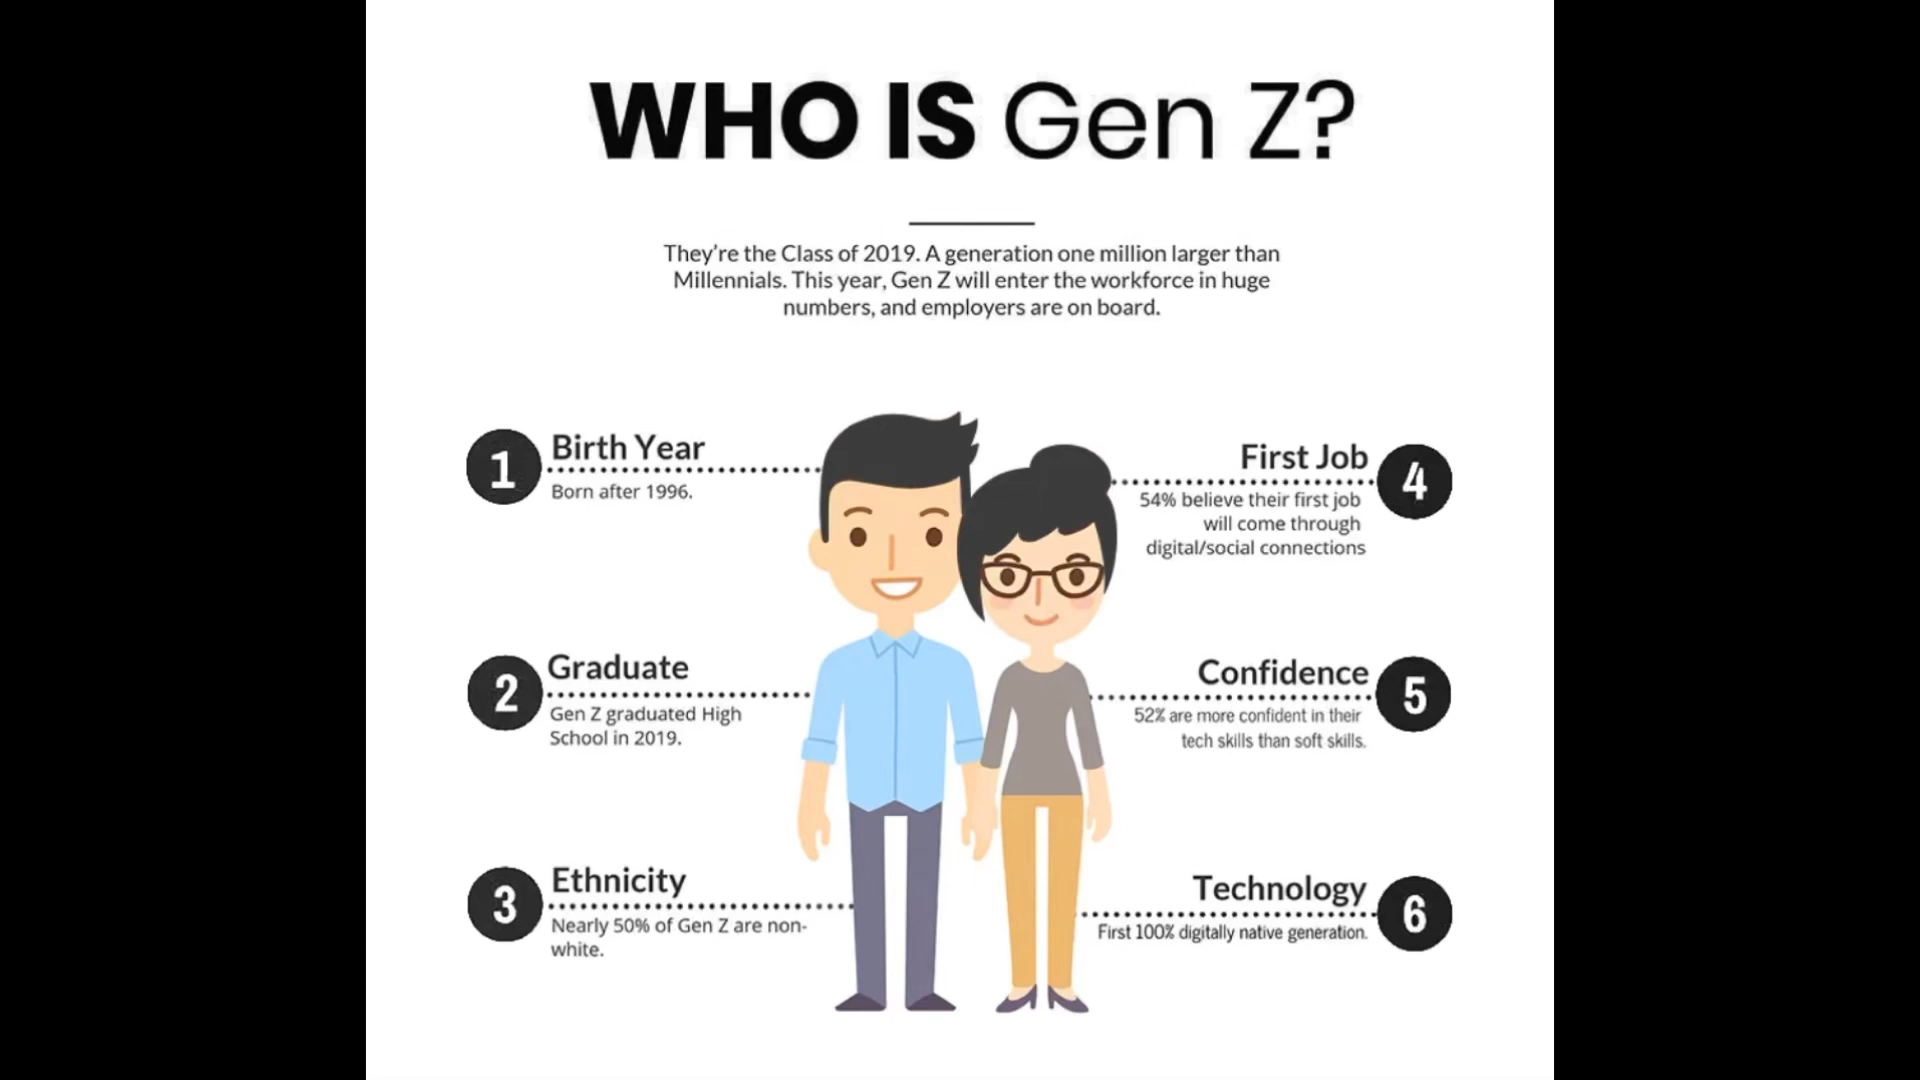 WHO IS Gen Z?
They're the Class of 2019. A generation one million larger than
Millennials. This year, Gen Z will enter the workforce in huge
numbers, and employers are on board.
1
Birth Year
Born after 1996.
2
Graduate
Gen Z graduated High
School in 2019.
3
Ethnicity
Nearly 50% of Gen Z are non-
white.
First Job
4
54% believe their first job
will come through
digital/social connections
Confidence
5
52% are more confident in their
tech skills than soft skills.
Technology
6
First 100% digitally native generation.